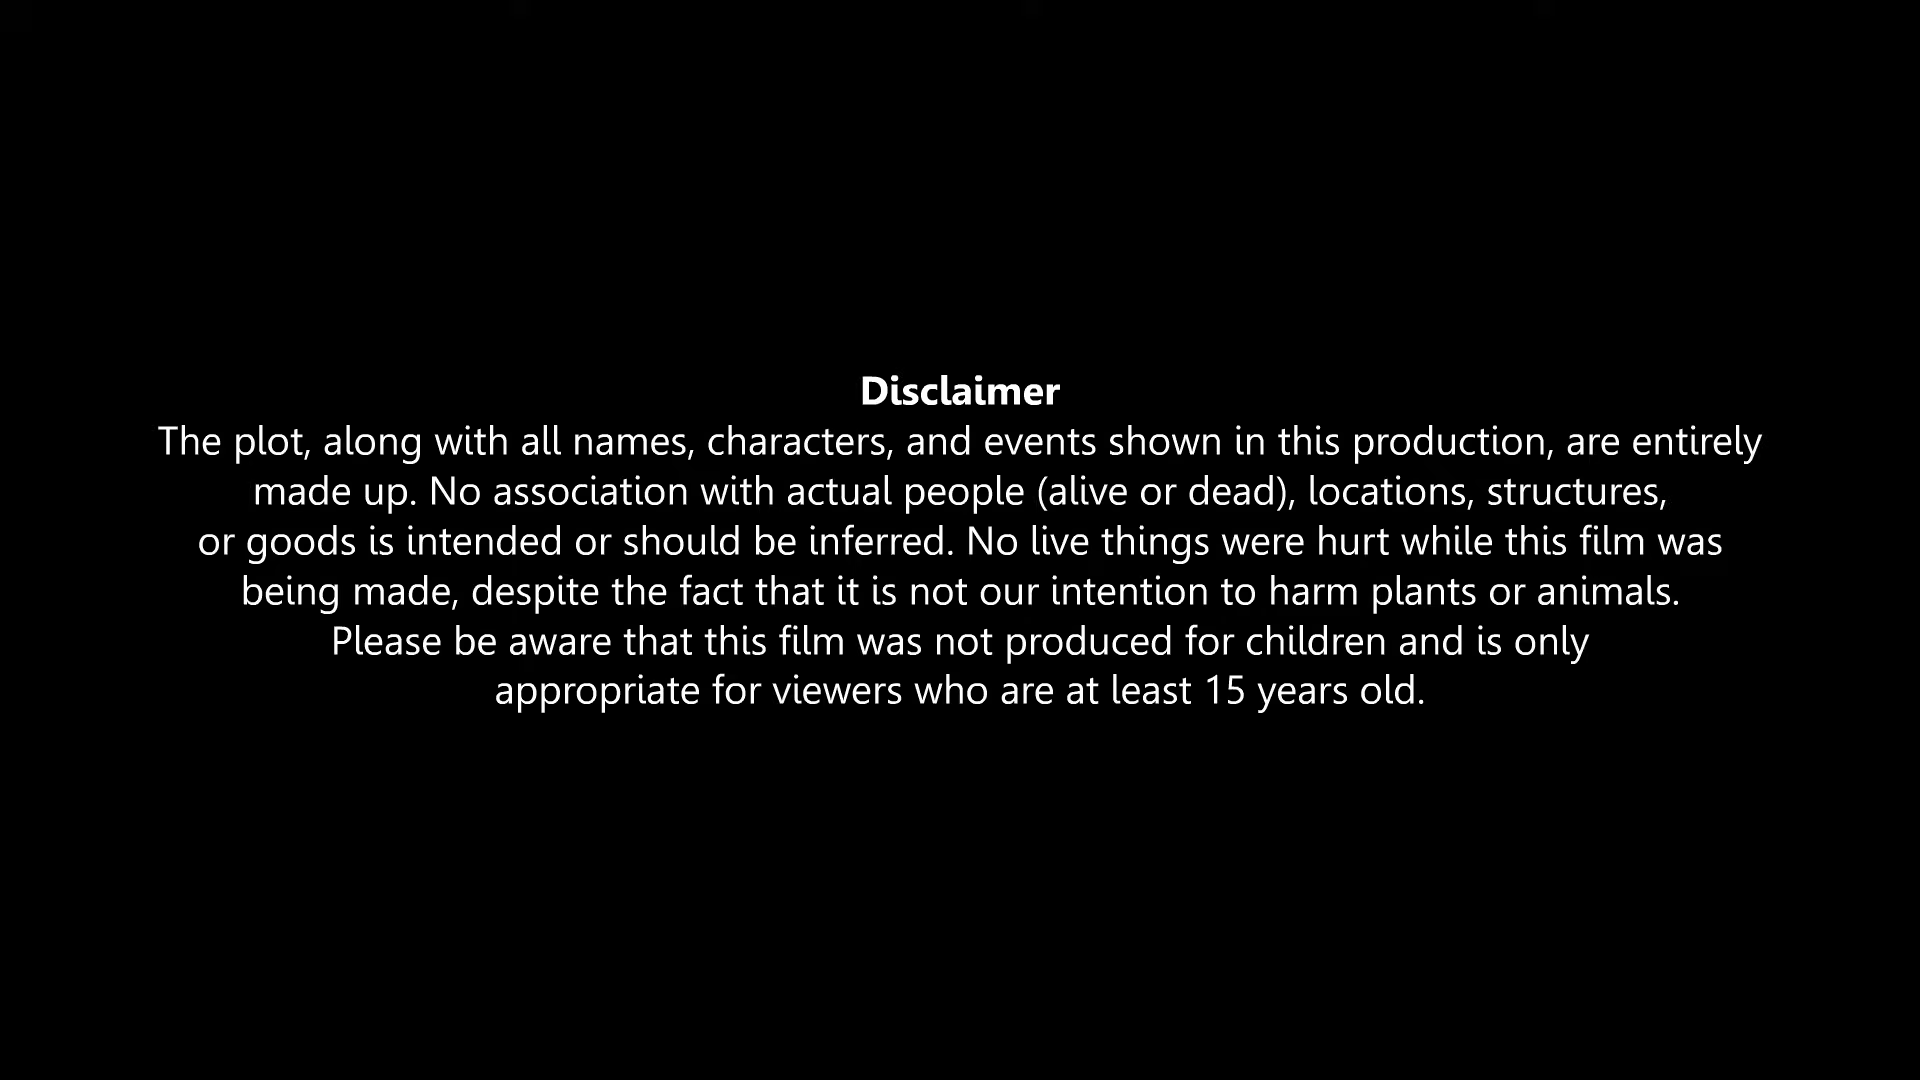 Disclaimer
The plot, along with all names, characters, and events shown in this production, are entirely
made up. No association with actual people (alive or dead), locations, structures,
or goods is intended or should be inferred. No live things were hurt while this film was
being made, despite the fact that it is not our intention to harm plants or animals.
Please be aware that this film was not produced for children and is only
appropriate for viewers who are at least 15 years old.